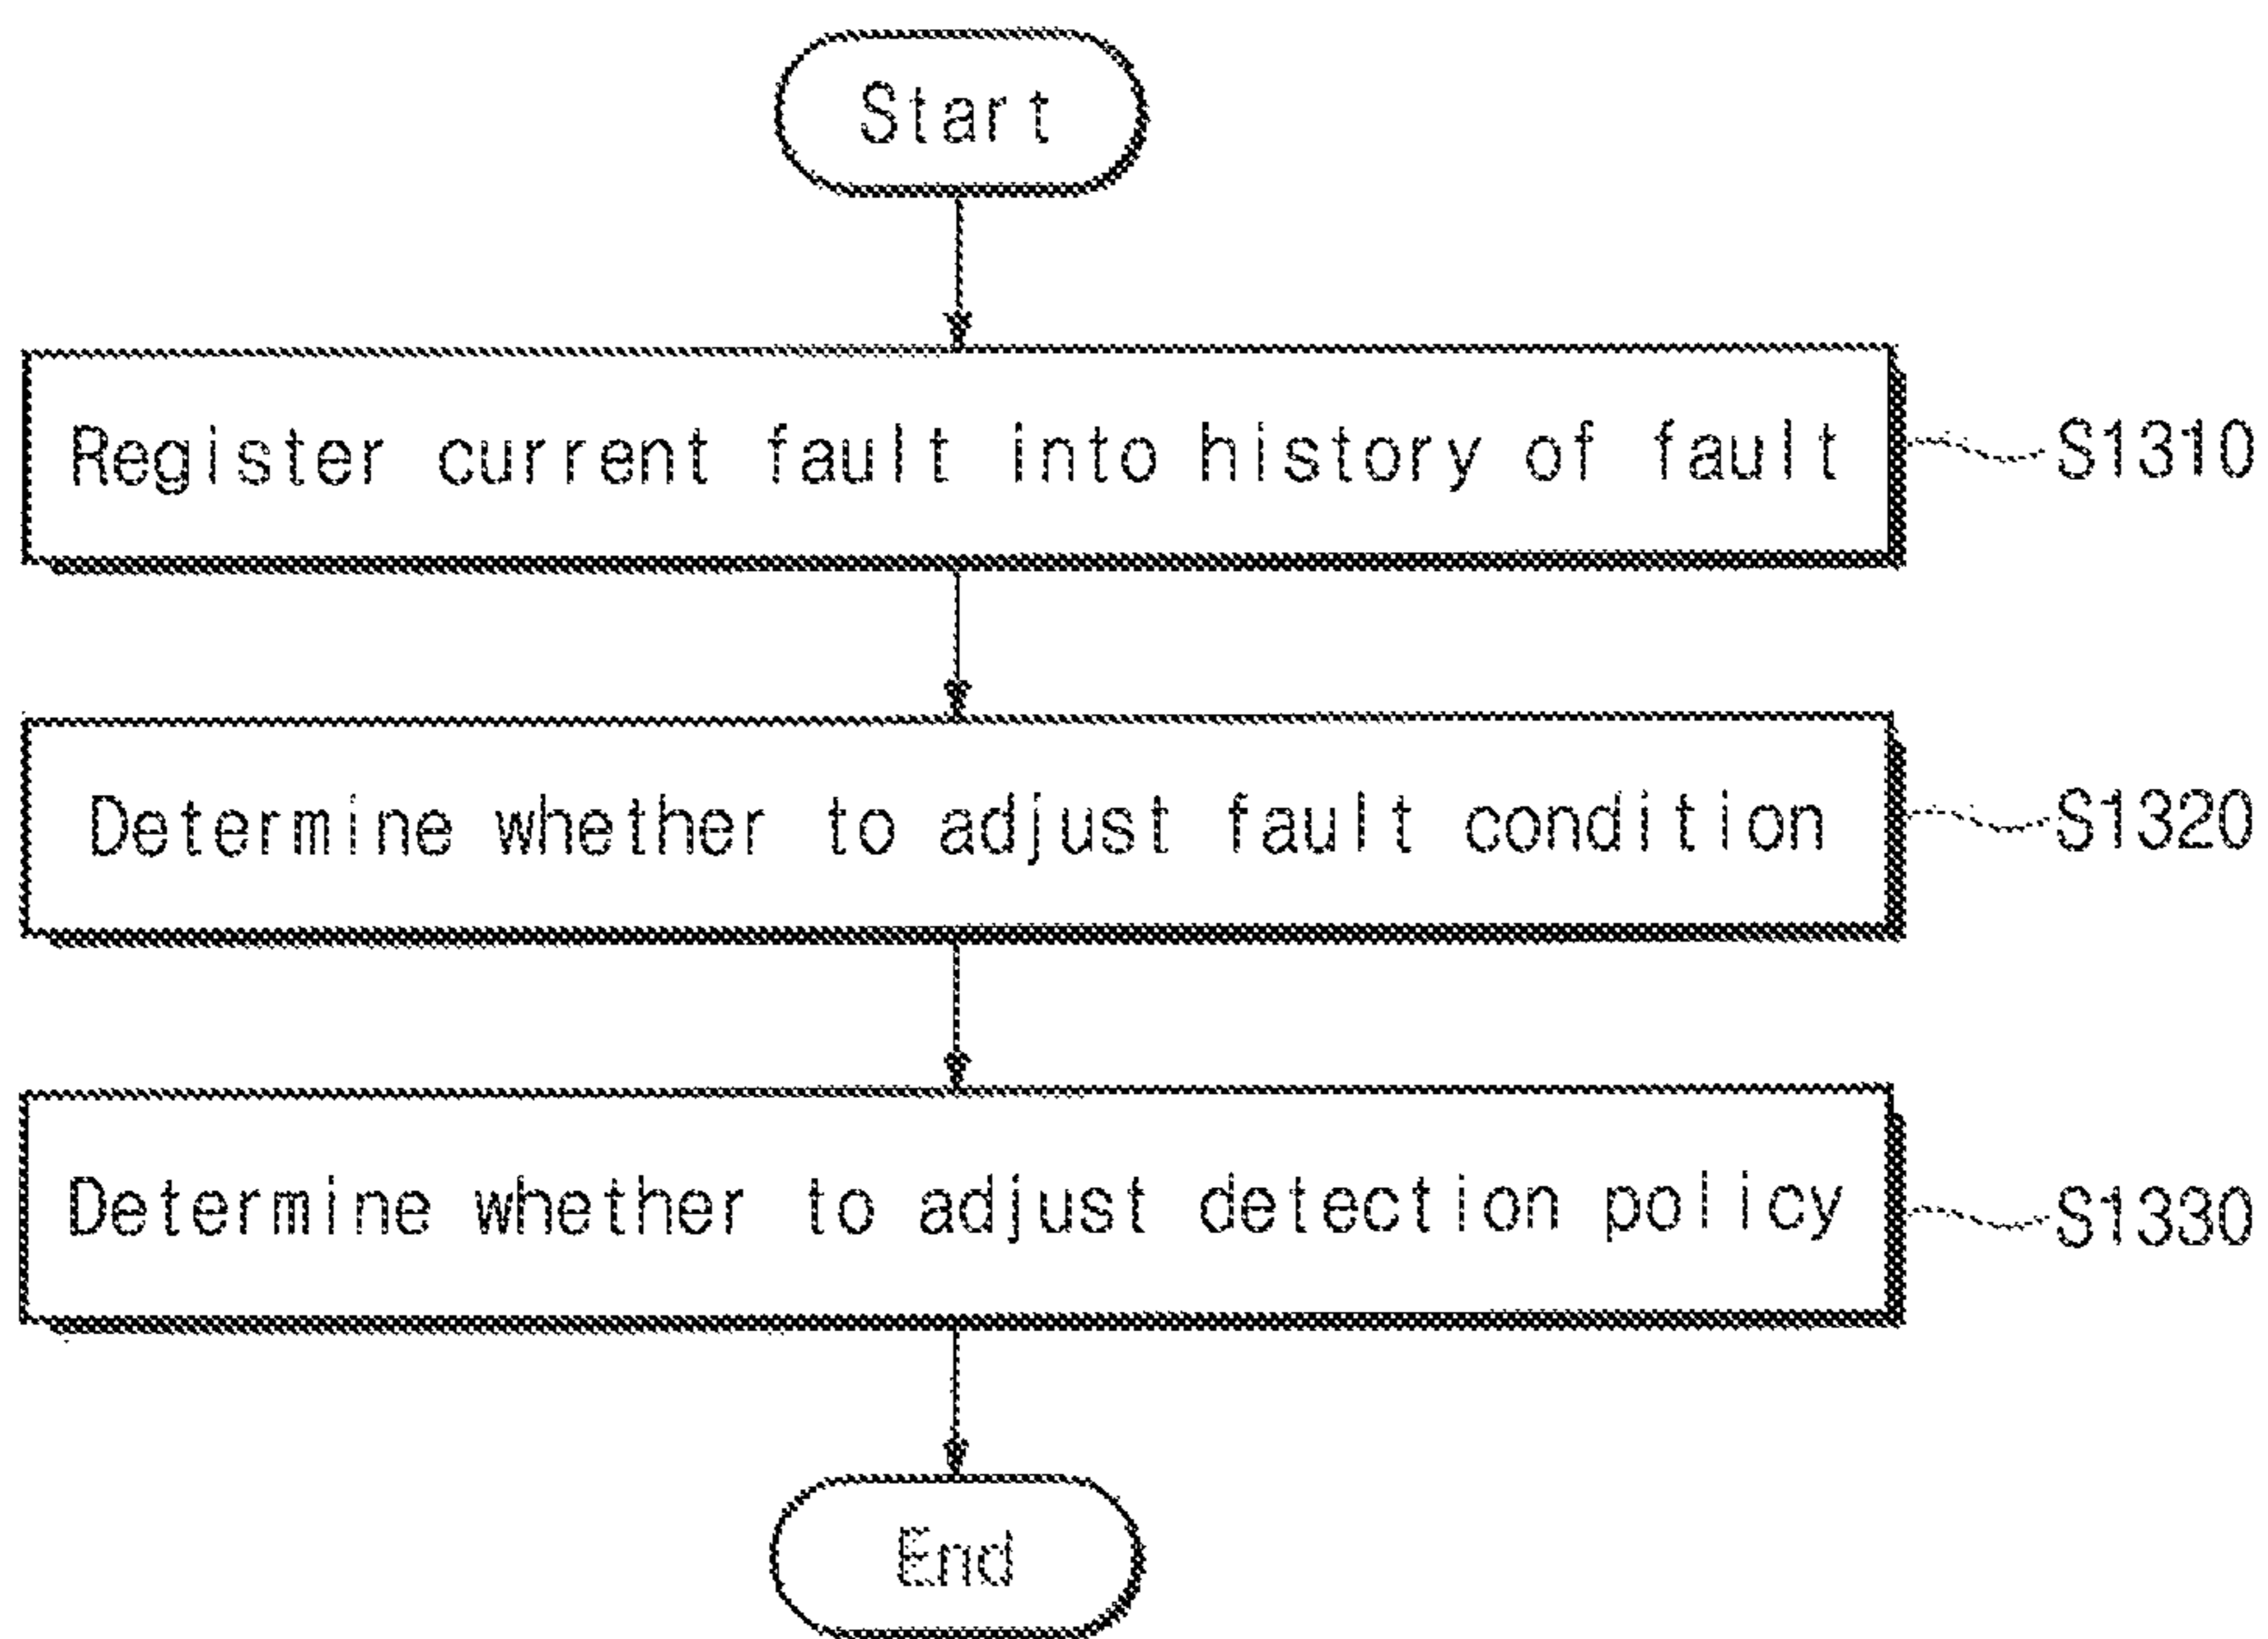 Start
Register current fault into history of fault
S1310
Determine whether to adjust fault condition
S1320
Determine whether to adjust detection policy
S1330
End